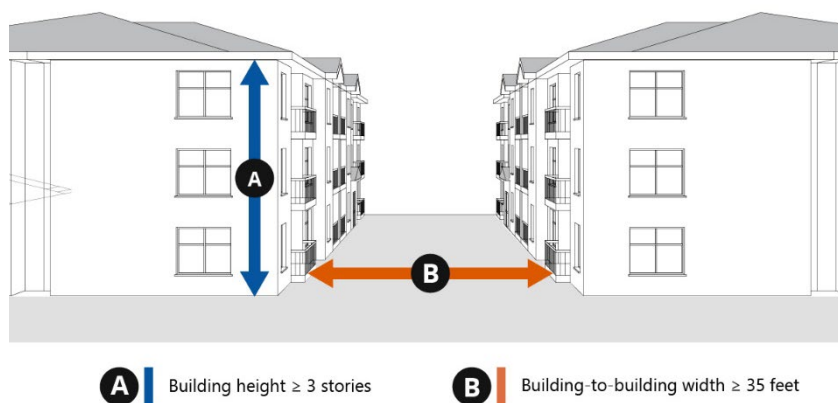 A
B
A Building height ≥ 3 stories
B Building-to-building width ≥ 35 feet